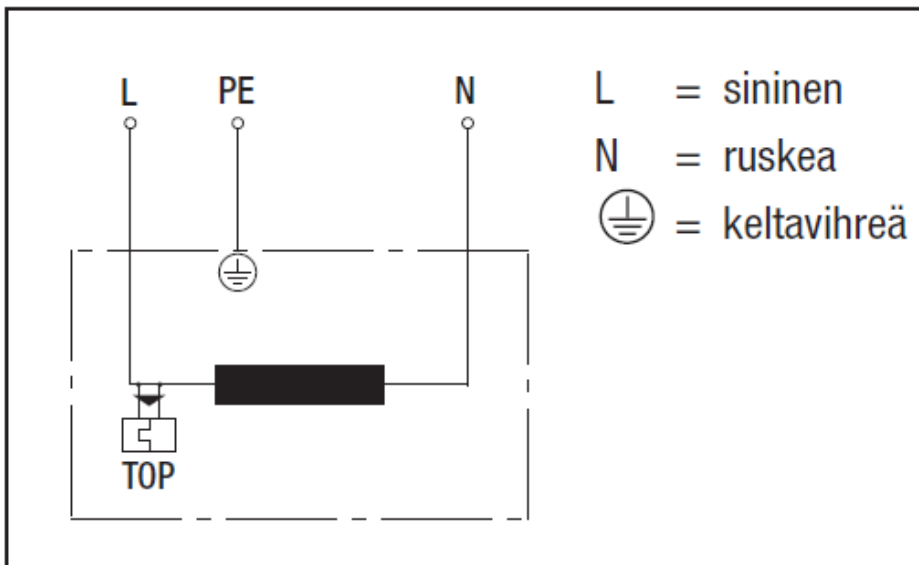 L PE N
L = sininen
N = ruskea
= keltavihreä
TOP